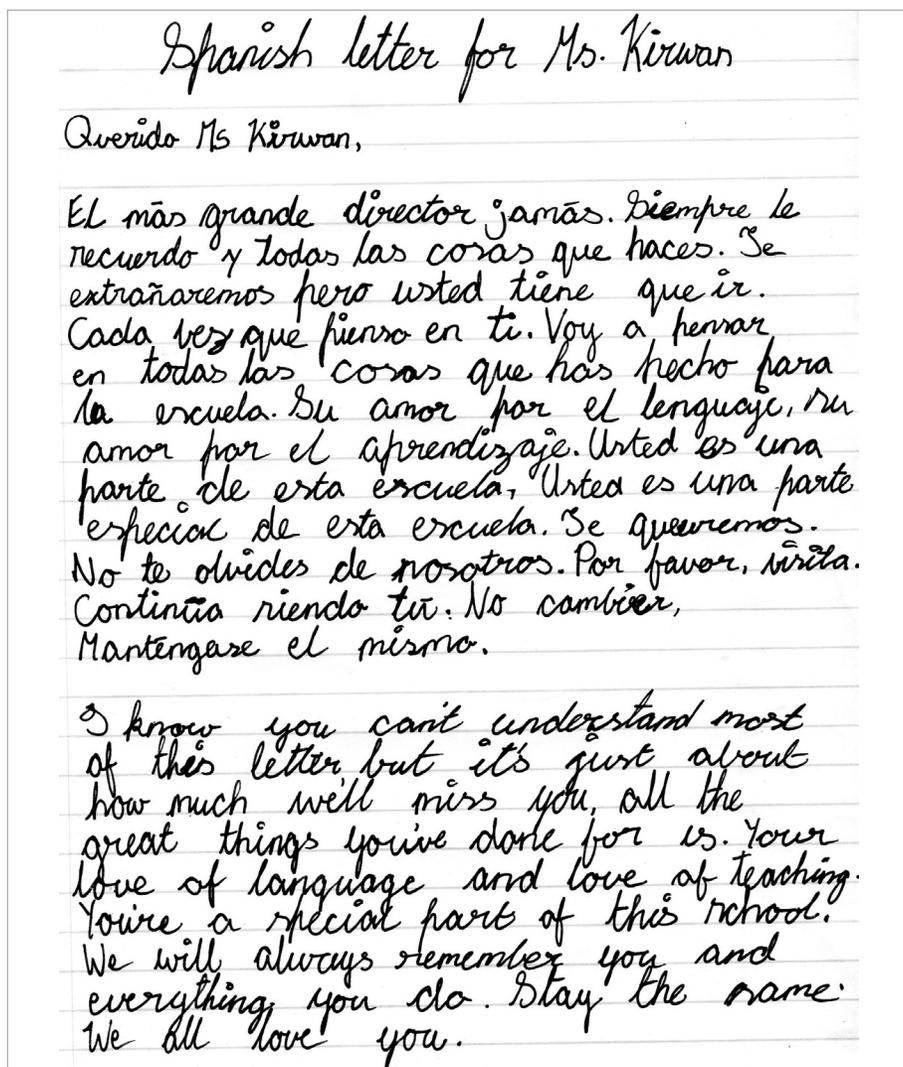 Spanish letter for Ms. Kirwan
Querido Ms Kirwan,
El más grande director jamás. Siempre le
recuerdo y todas las cosas que haces. Te
extrañaremos pero usted tiene que ir.
Cada vez que pienso en ti. Voy a pensar
en todas las cosas que has hecho para
la escuela. Su amor por el lenguaje, su
amor por el aprendizaje. Usted es una
parte de esta escuela, Usted es una parte
especial de esta escuela. Te queuremos.
No te olvides de nosotros. Por favor, visita.
Continúa siendo tú. No cambier,
Manténgase el mismo.
I know you can't understand most
of this letter, but it's just about
how much we'll miss you, all the
great things you've done for us. Your
love of language and love of teaching.
You're a special part of this school.
We will always remember you and
everything you do. Stay the same.
We all love you.